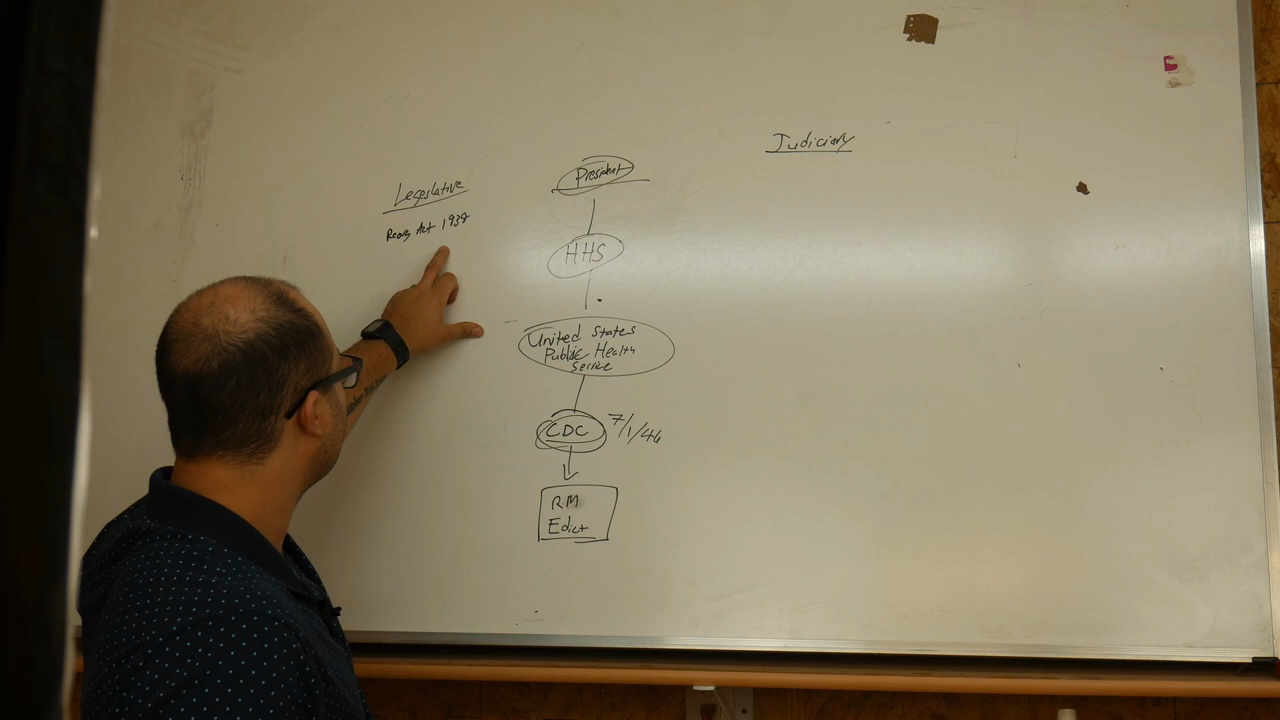 Judiciary
President
Legislative
Reorg Act 1939
HHS
United States
Public Health
Service
CDC 7/1/46
RM
Edict